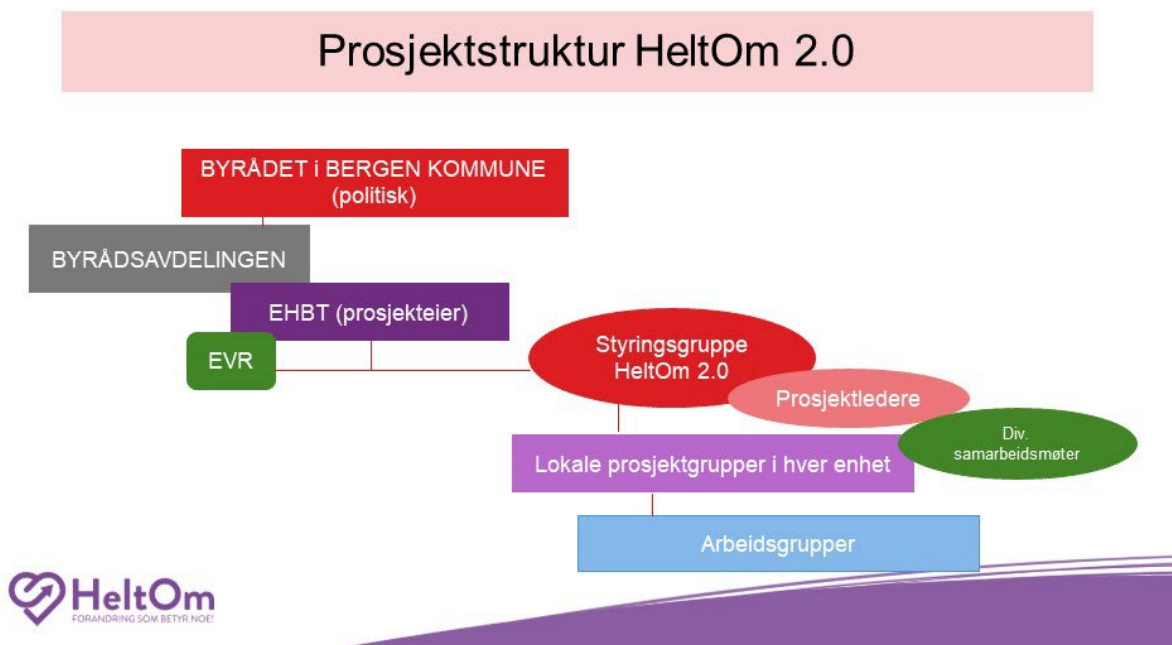 Prosjektstruktur HeltOm 2.0
BYRÅDET i BERGEN KOMMUNE
(politisk)
BYRÅDSAVDELINGEN
EHBT (prosjekteier)
EVR
Styringsgruppe
HeltOm 2.0
Prosjektledere
Div.
samarbeidsmøter
Lokale prosjektgrupper i hver enhet
Arbeidsgrupper
HeltOm
FORANDRING SOM BETYR NOE!